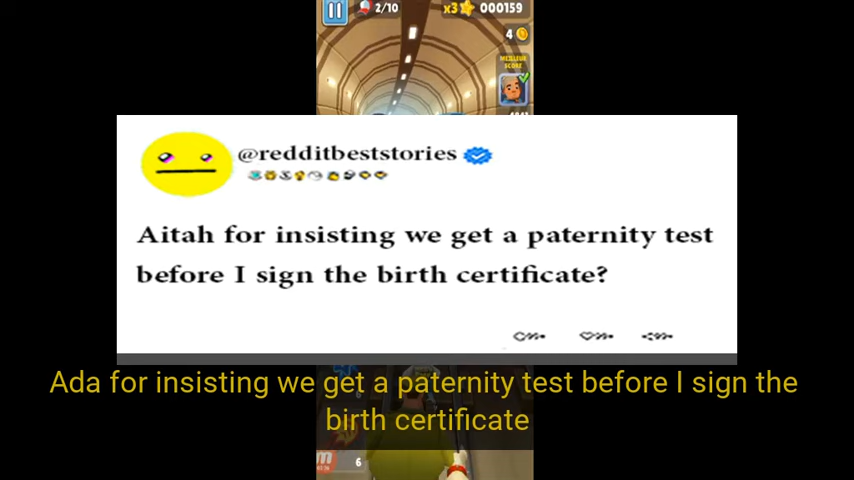 2/10
x3 000159
4
MEILLEUR
SCORE
@redditbeststories
Aitah for insisting we get a paternity test
before I sign the birth certificate?
Ada for insisting we get a paternity test before I sign the
birth certificate
6